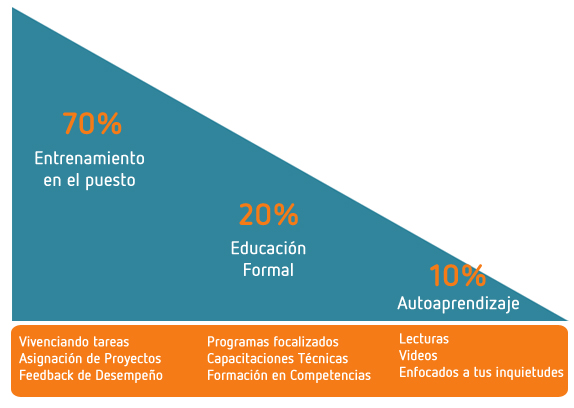 70%
Entrenamiento
en el puesto
20%
Educación
Formal
10%
Autoaprendizaje
Vivenciando tareas
Asignación de Proyectos
Feedback de Desempeño
Programas focalizados
Capacitaciones Técnicas
Formación en Competencias
Lecturas
Vídeos
Enfocados a tus inquietudes